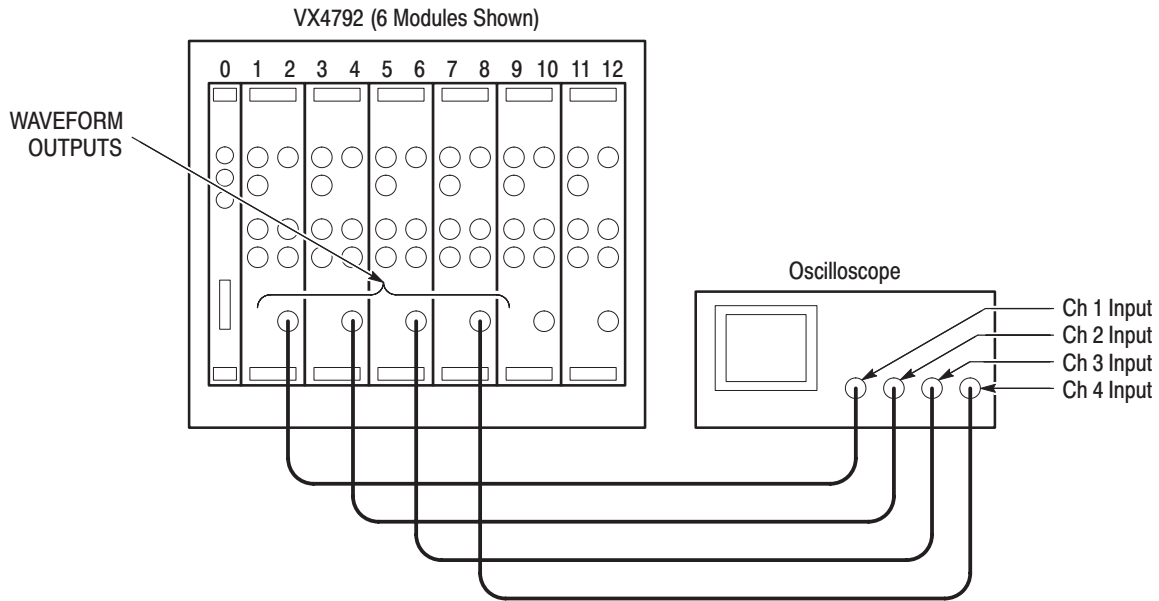 VX4792 (6 Modules Shown)
0 1 2 3 4 5 6 7 8 9 10 11 12
WAVEFORM
OUTPUTS
Oscilloscope
Ch 1 Input
Ch 2 Input
Ch 3 Input
Ch 4 Input